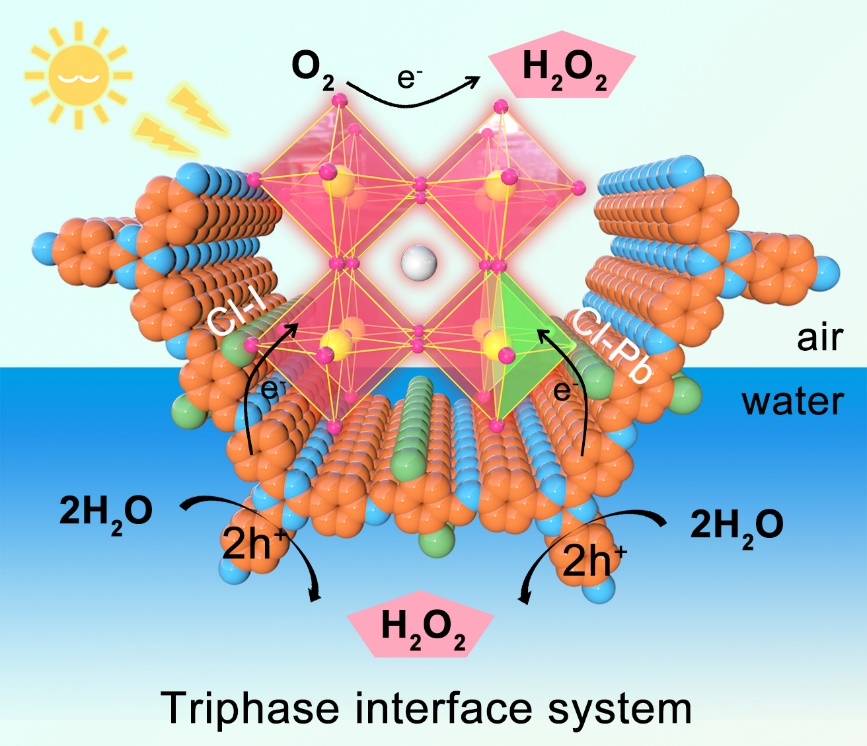 O₂ e⁻ H₂O₂
Cl-I Cl-Pb
air
e⁻ e⁻
water
2H₂O 2H₂O
2h⁺ 2h⁺
H₂O₂
Triphase interface system